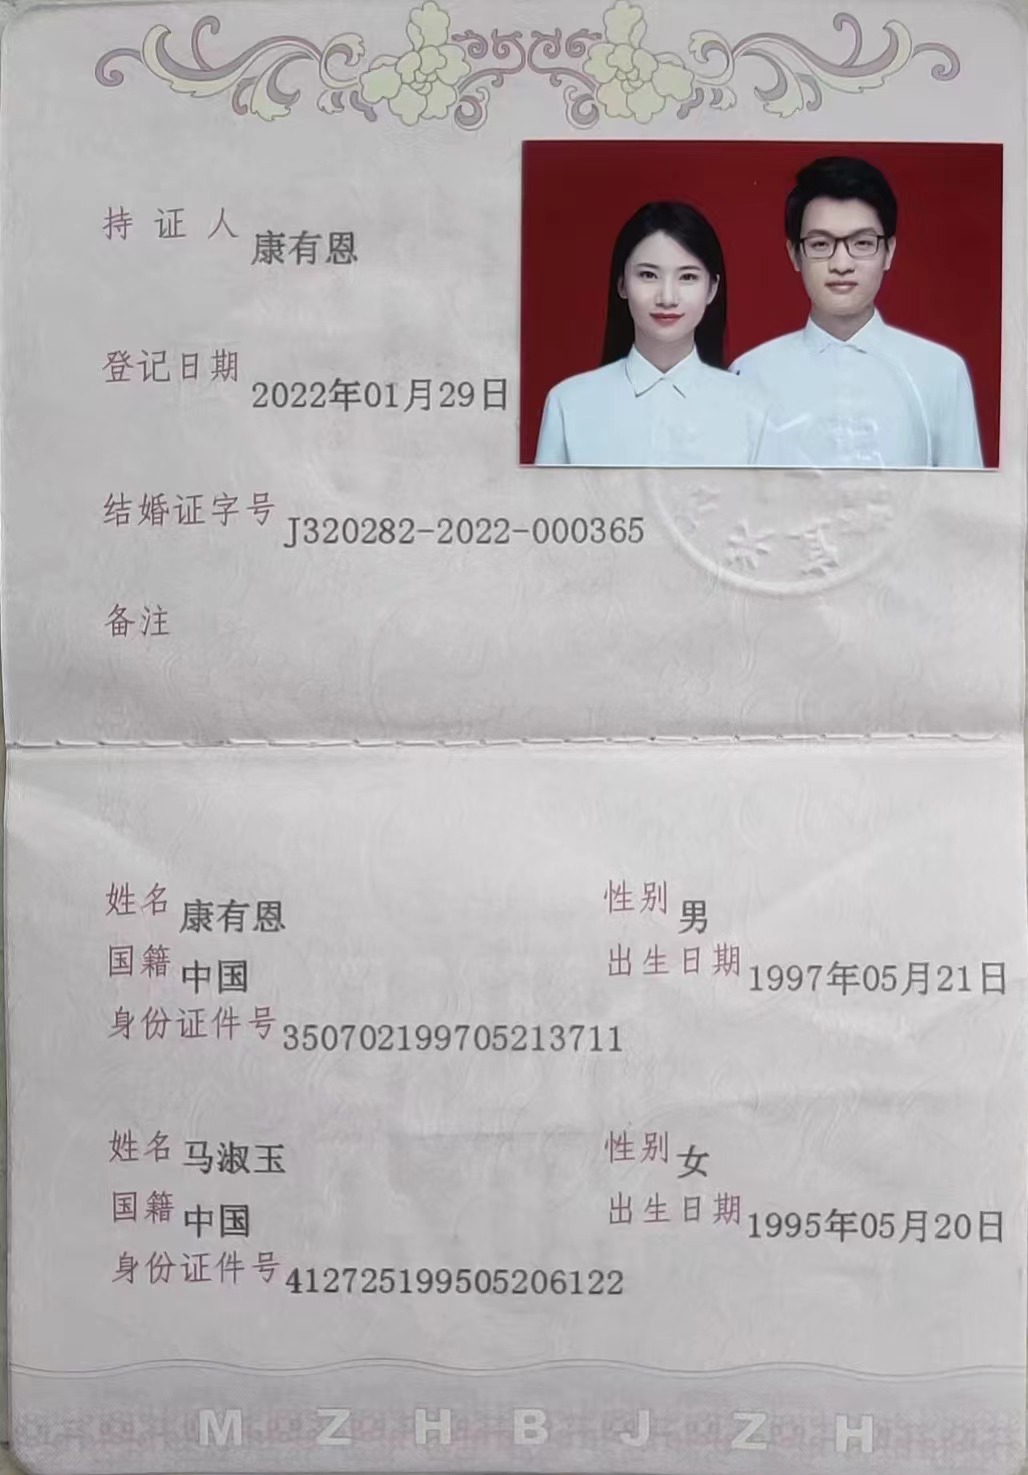 持证人 康有恩
登记日期 2022年01月29日
结婚证字号 J320282-2022-000365
备注
姓名 康有恩 性别 男
国籍 中国 出生日期 1997年05月21日
身份证件号 350702199705213711
姓名 马淑玉 性别 女
国籍 中国 出生日期 1995年05月20日
身份证件号 412725199505206122
MZHBJZH